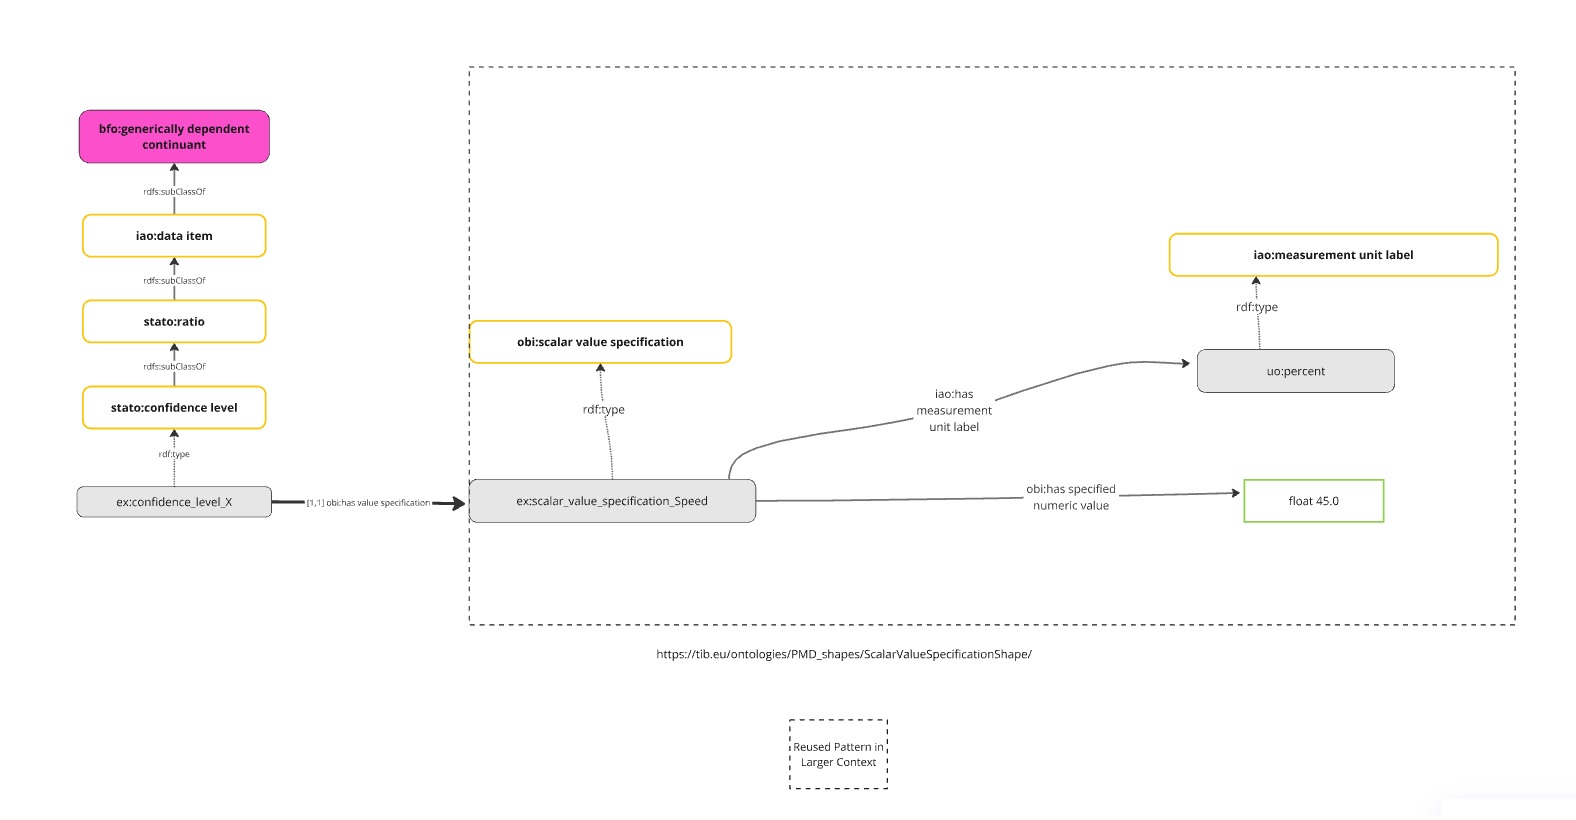 bfo:generically dependent
continuant
rdfs:subClassOf
iao:data item
rdfs:subClassOf
stato:ratio
rdfs:subClassOf
stato:confidence level
rdf:type
ex:confidence_level_X
[1,1] obi:has value specification
obi:scalar value specification
rdf:type
ex:scalar_value_specification_Speed
iao:has
measurement
unit label
iao:measurement unit label
rdf:type
uo:percent
obi:has specified
numeric value
float 45.0
https://tib.eu/ontologies/PMD_shapes/ScalarValueSpecificationShape/
Reused Pattern in
Larger Context